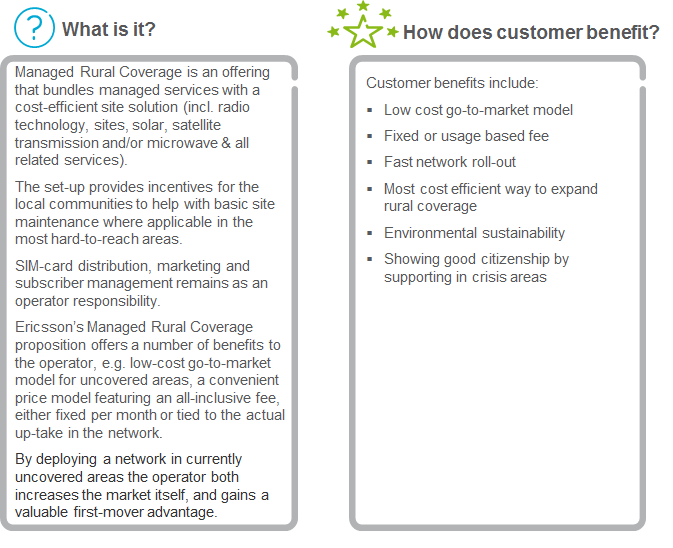 What is it?
Managed Rural Coverage is an offering
that bundles managed services with a
cost-efficient site solution (incl. radio
technology, sites, solar, satellite
transmission and/or microwave & all
related services).
The set-up provides incentives for the
local communities to help with basic site
maintenance where applicable in the
most hard-to-reach areas.
SIM-card distribution, marketing and
subscriber management remains as an
operator responsibility.
Ericsson's Managed Rural Coverage
proposition offers a number of benefits to
the operator, e.g. low-cost go-to-market
model for uncovered areas, a convenient
price model featuring an all-inclusive fee,
either fixed per month or tied to the actual
up-take in the network.
By deploying a network in currently
uncovered areas the operator both
increases the market itself, and gains a
valuable first-mover advantage.
How does customer benefit?
Customer benefits include:
▪ Low cost go-to-market model
▪ Fixed or usage based fee
▪ Fast network roll-out
▪ Most cost efficient way to expand
rural coverage
▪ Environmental sustainability
▪ Showing good citizenship by
supporting in crisis areas